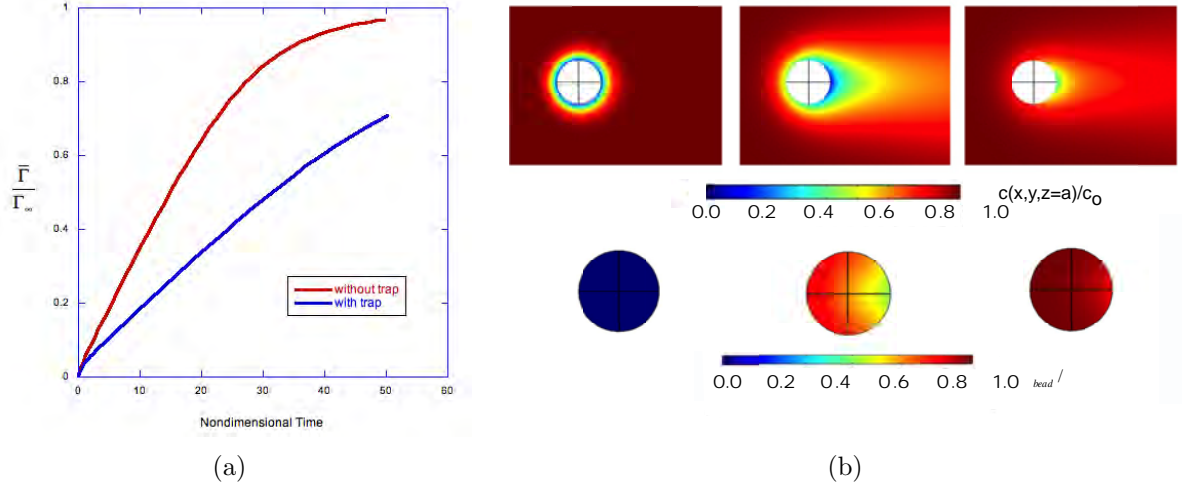 1
0.8
0.6
0.4
0.2
0
Γ̄
Γ∞
without trap
with trap
0 10 20 30 40 50 60
Nondimensional Time
(a)
c(x,y,z=a)/co
0.0 0.2 0.4 0.6 0.8 1.0
0.0 0.2 0.4 0.6 0.8 1.0 bead /
(b)